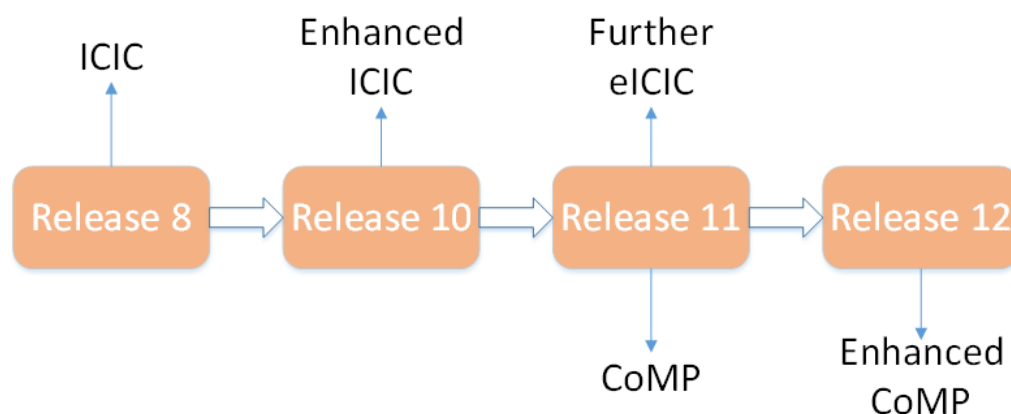 ICIC
Enhanced
ICIC
Further
eICIC
Release 8
Release 10
Release 11
Release 12
CoMP
Enhanced
CoMP